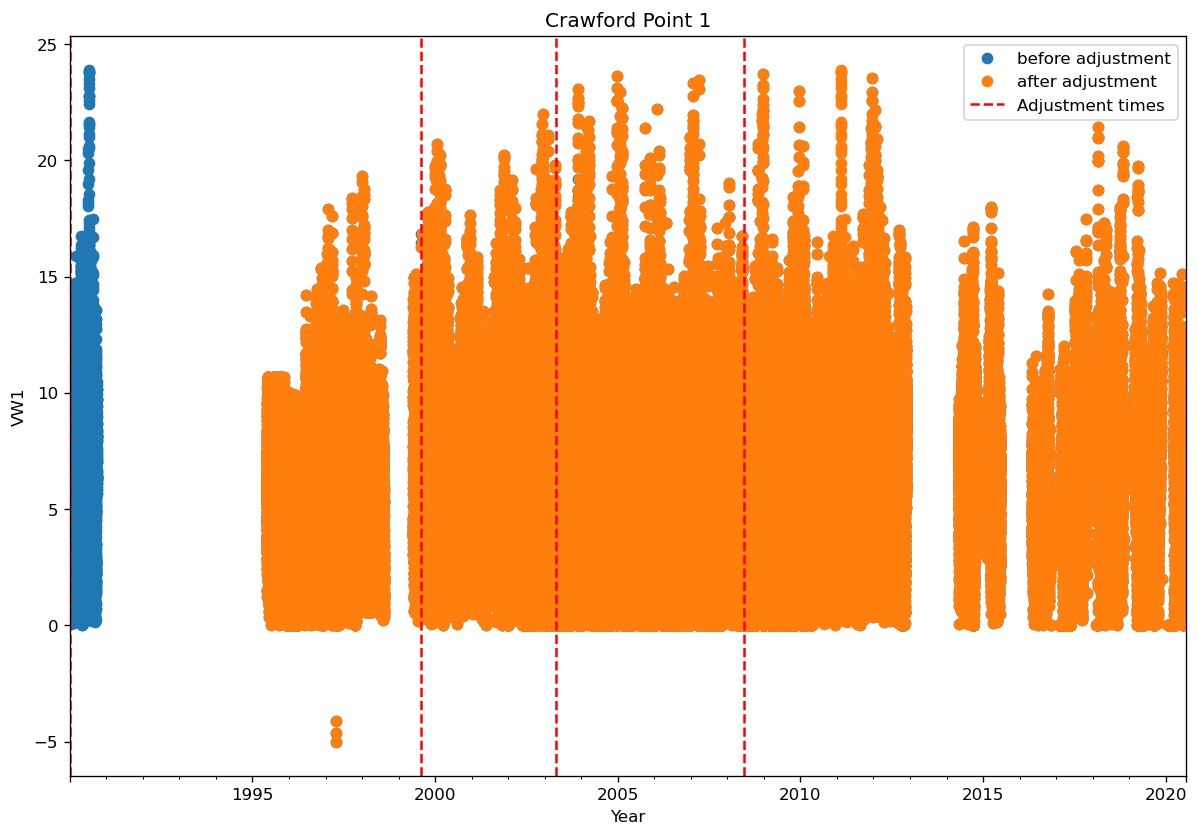 Crawford Point 1
before adjustment
after adjustment
Adjustment times
25
20
15
10
5
0
−5
VW1
1995
2000
2005
2010
2015
2020
Year